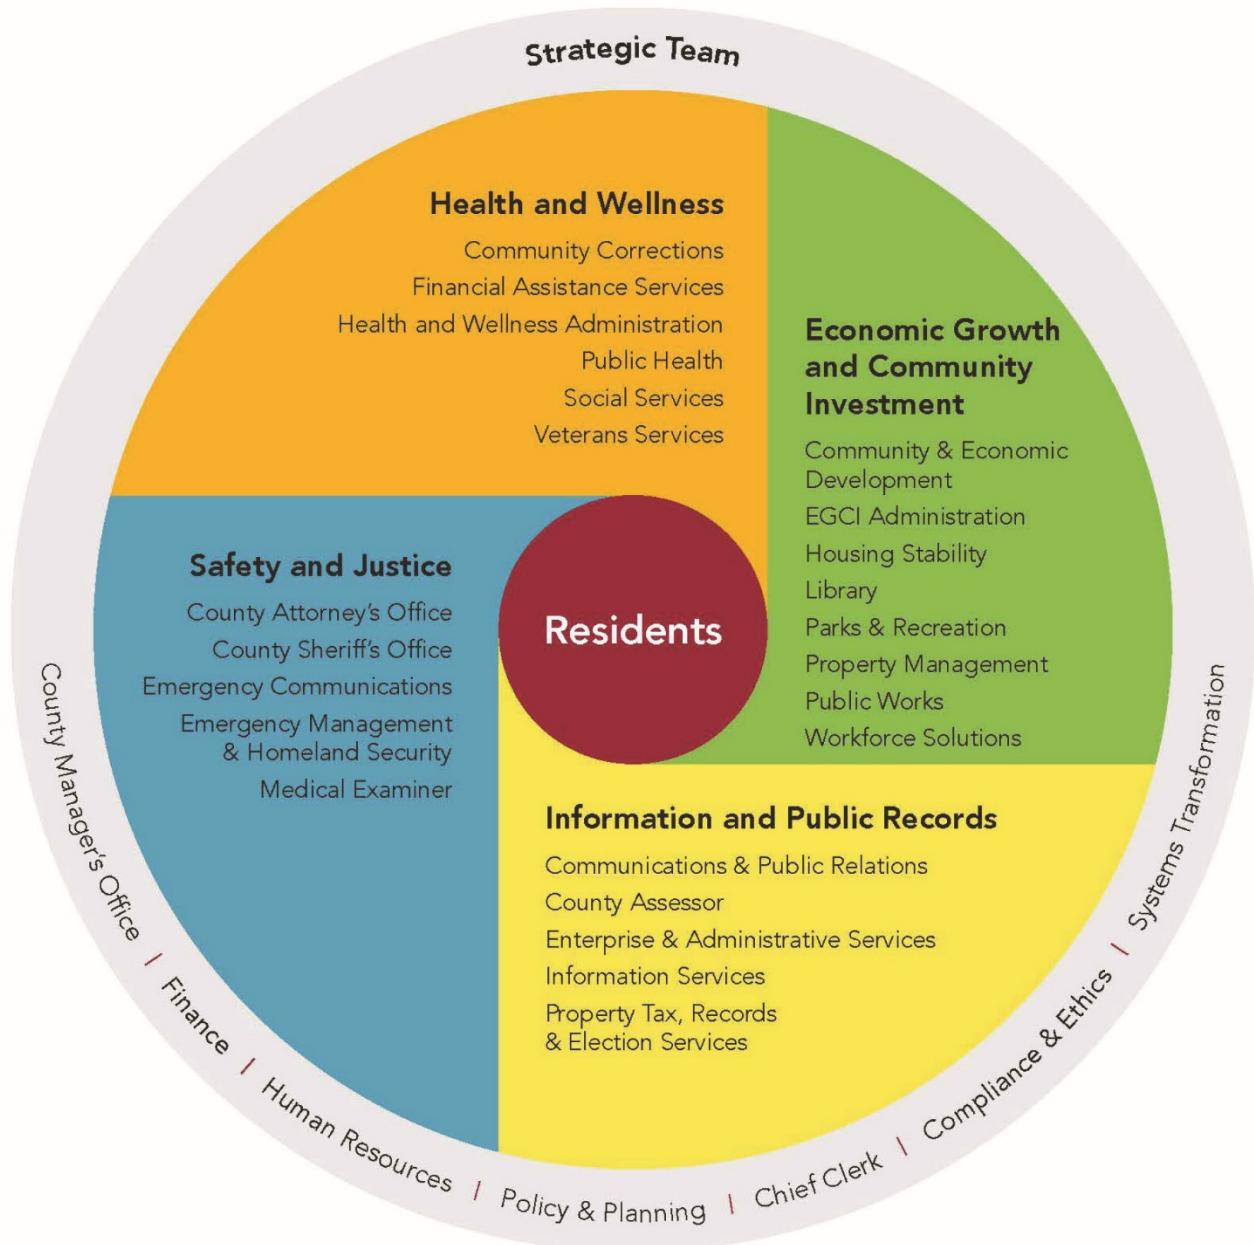 Strategic Team
Health and Wellness
Community Corrections
Financial Assistance Services
Health and Wellness Administration
Public Health
Social Services
Veterans Services
Economic Growth
and Community
Investment
Community & Economic
Development
EGCI Administration
Housing Stability
Library
Parks & Recreation
Property Management
Public Works
Workforce Solutions
Safety and Justice
County Attorney's Office
County Sheriff's Office
Emergency Communications
Emergency Management
& Homeland Security
Medical Examiner
Residents
Information and Public Records
Communications & Public Relations
County Assessor
Enterprise & Administrative Services
Information Services
Property Tax, Records
& Election Services
County Manager's Office | Finance | Human Resources | Policy & Planning | Chief Clerk | Compliance & Ethics | Systems Transformation